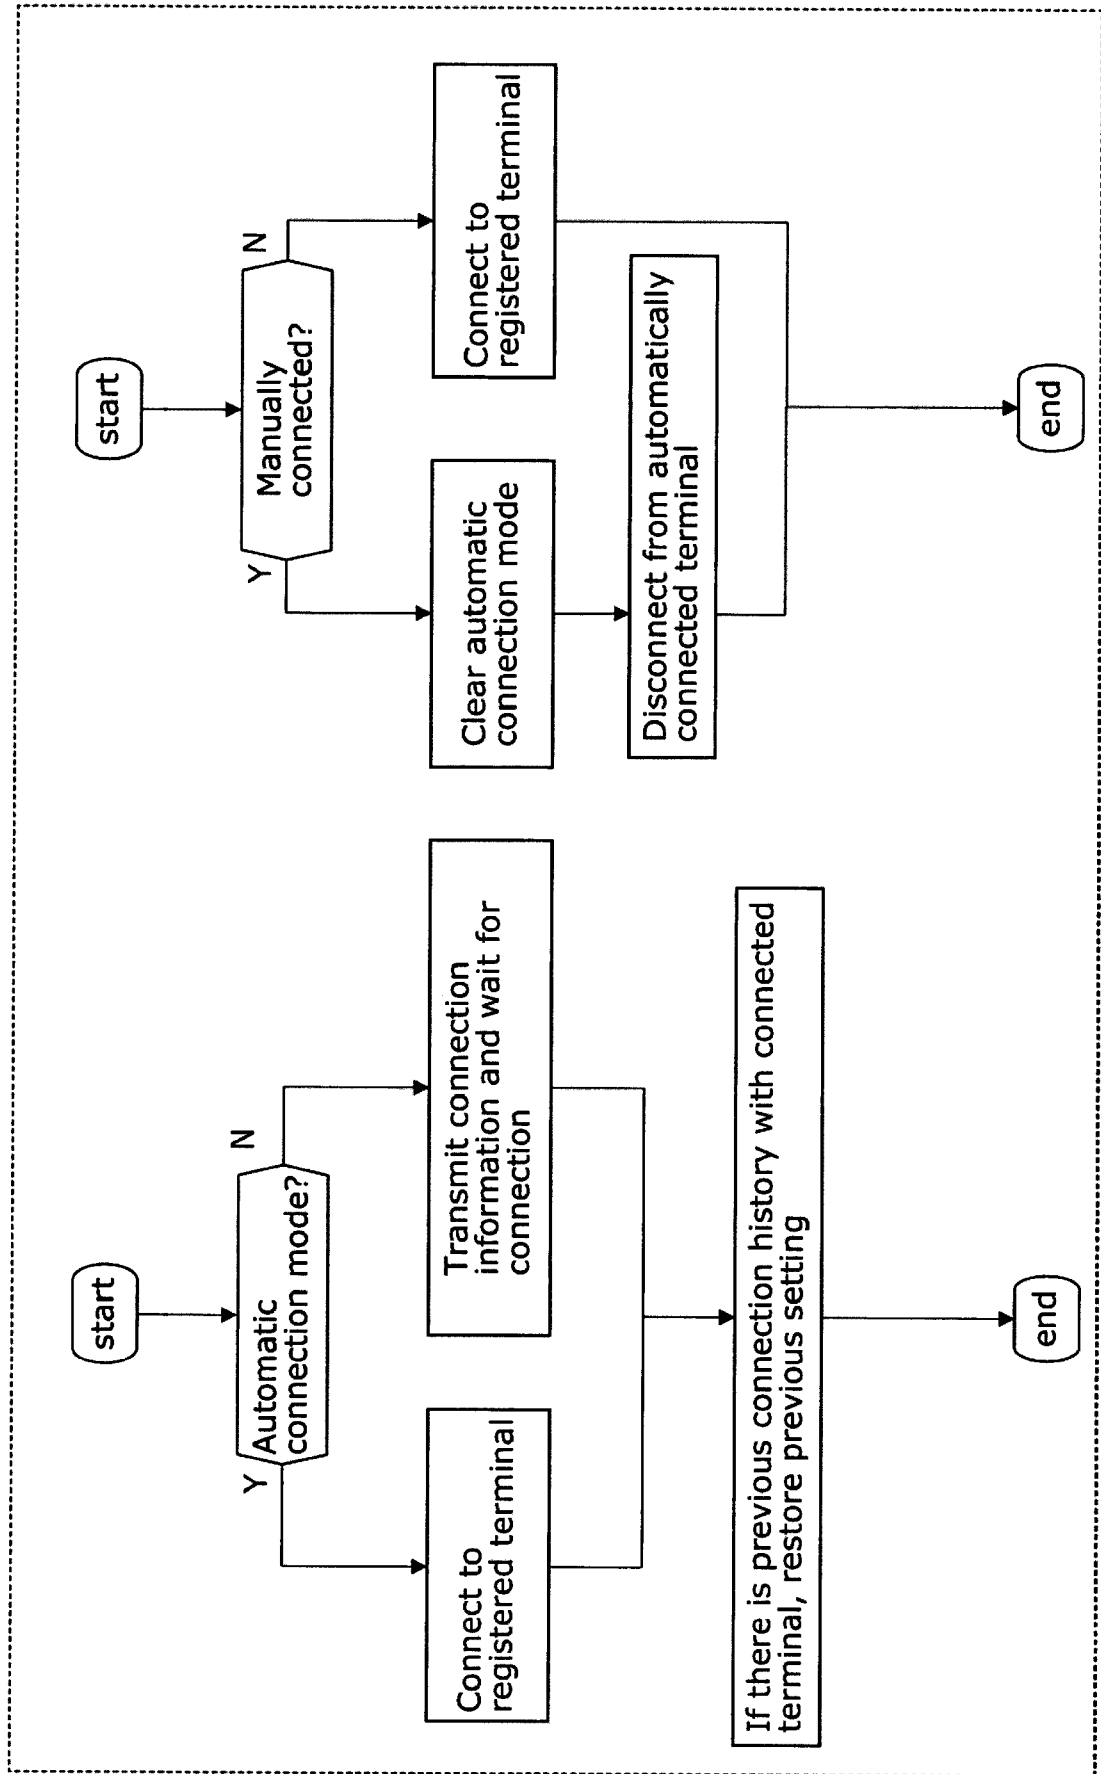 start
Automatic
connection mode?
Y
N
Connect to
registered terminal
Transmit connection
information and wait for
connection
If there is previous connection history with connected
terminal, restore previous setting
end
start
Manually
connected?
Y
N
Clear automatic
connection mode
Connect to
registered terminal
Disconnect from automatically
connected terminal
end